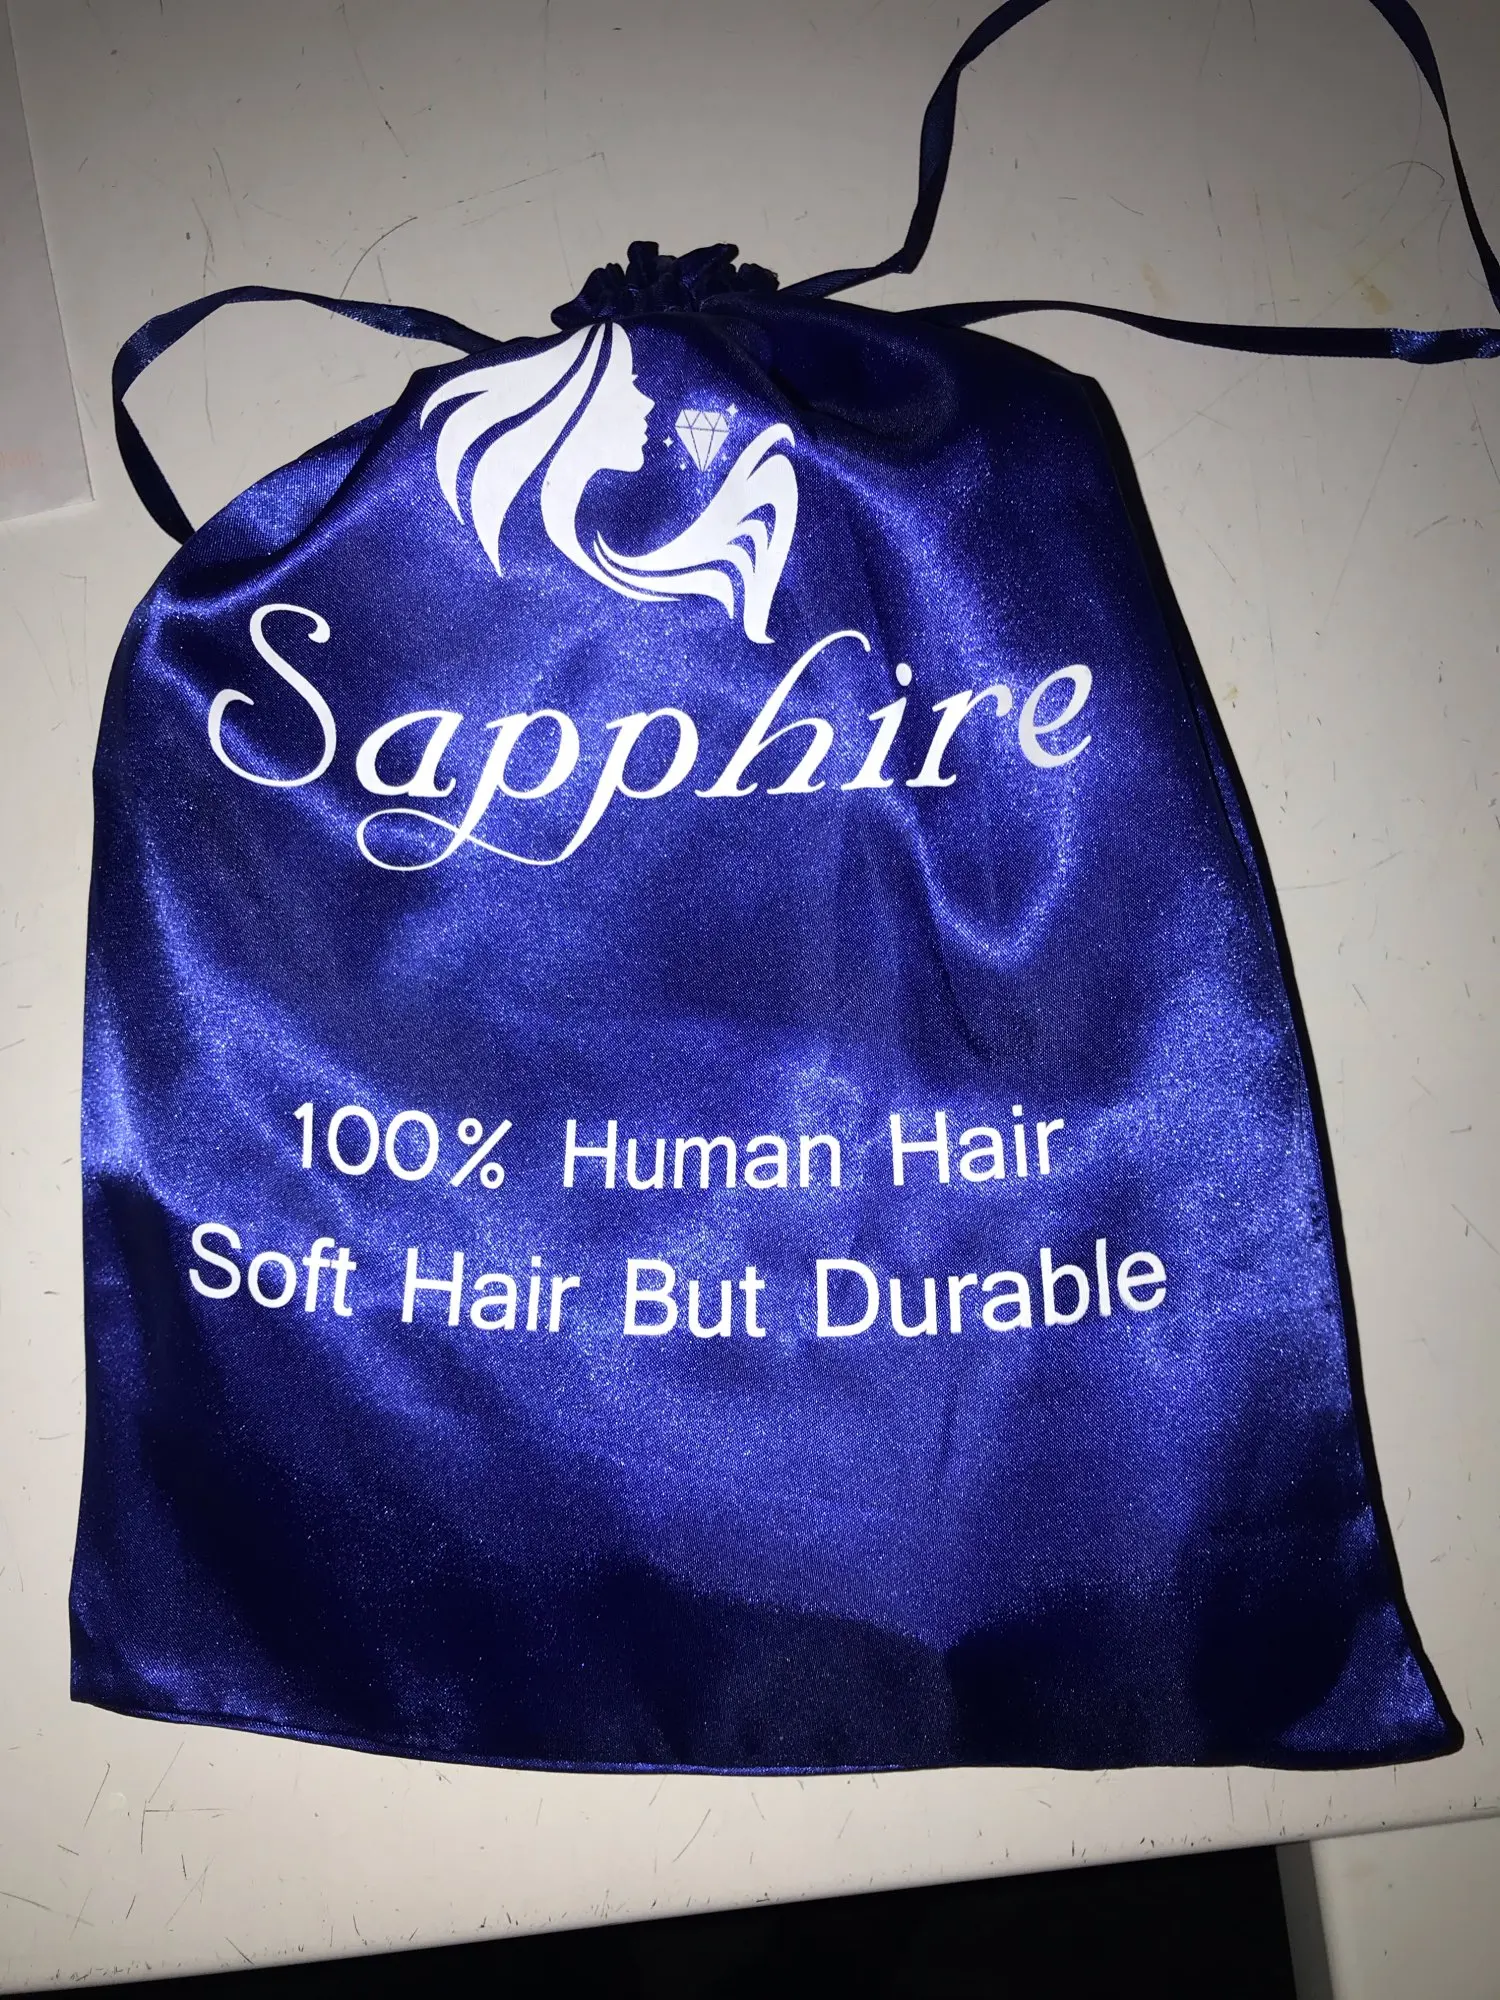 Sapphire
100% Human Hair
Soft Hair But Durable